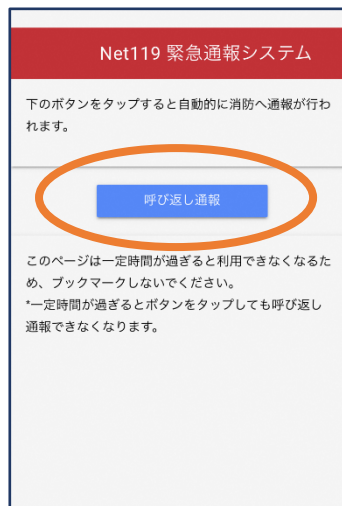 Net119 緊急通報システム
下のボタンをタップすると自動的に消防へ通報が行わ
れます。
呼び返し通報
このページは一定時間が過ぎると利用できなくなるた
め、ブックマークしないでください。
*一定時間が過ぎるとボタンをタップしても呼び返し
通報できなくなります。